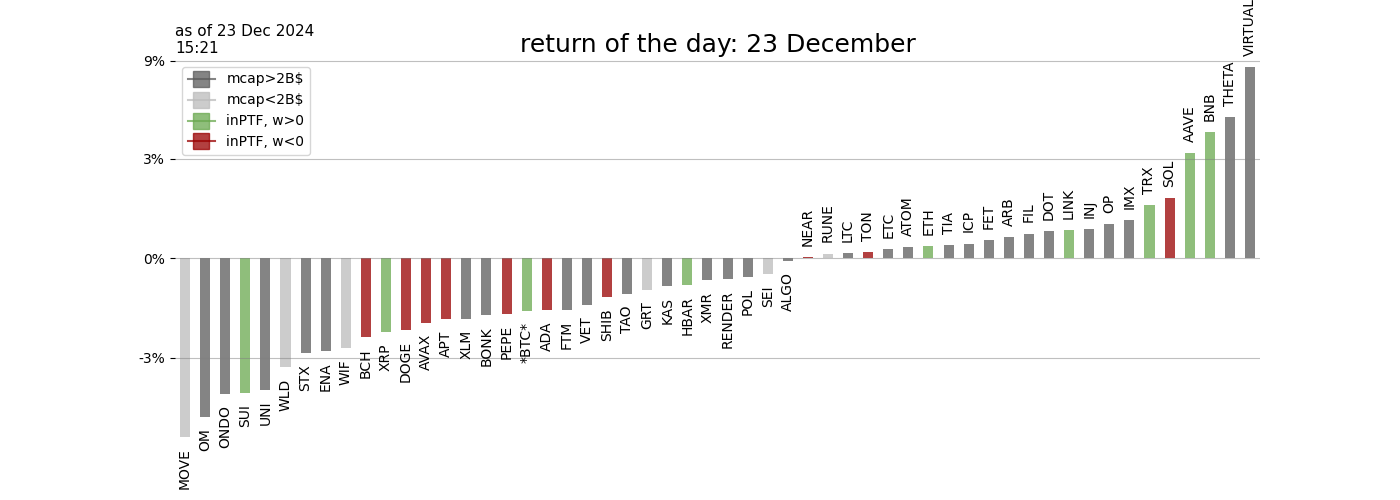 as of 23 Dec 2024
15:21
return of the day: 23 December
9%
3%
0%
-3%
mcap>2B$
mcap<2B$
inPTF, w>0
inPTF, w<0
MOVE
OM
ONDO
SUI
UNI
WLD
STX
ENA
WIF
BCH
XRP
DOGE
AVAX
APT
XLM
BONK
PEPE
*BTC*
ADA
FTM
VET
SHIB
TAO
GRT
KAS
HBAR
XMR
RENDER
POL
SEI
ALGO
NEAR
RUNE
LTC
TON
ETC
ATOM
ETH
TIA
ICP
FET
ARB
FIL
DOT
LINK
INJ
OP
IMX
TRX
SOL
AAVE
BNB
THETA
VIRTUAL